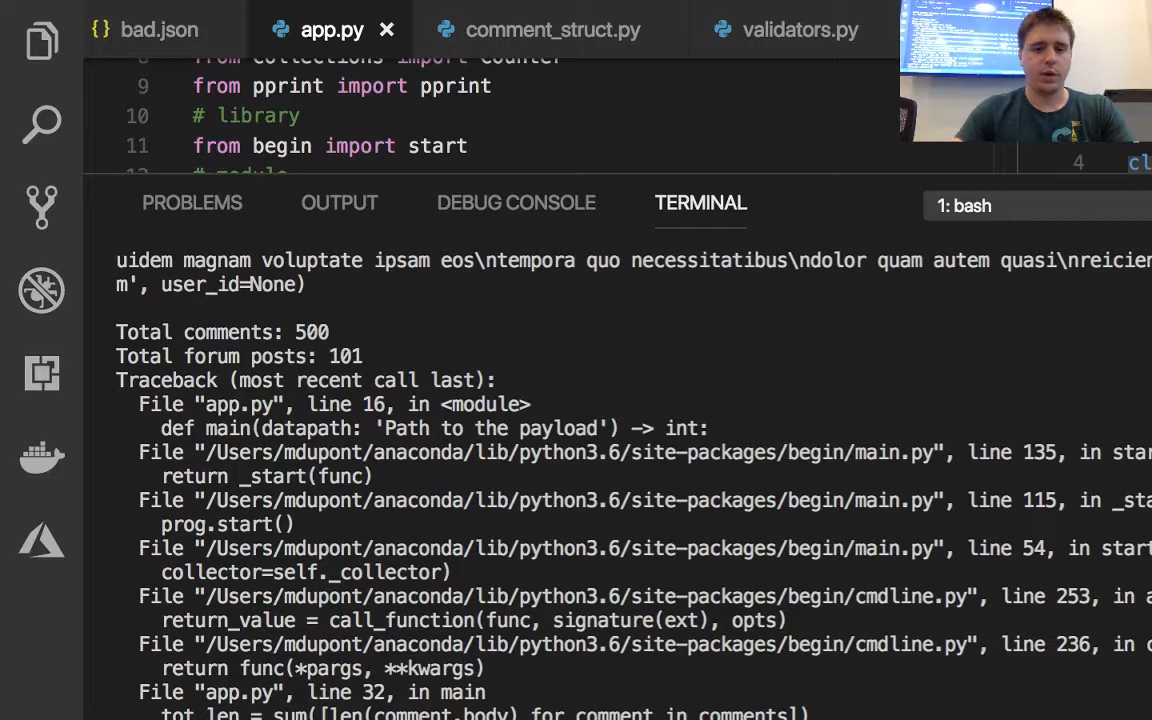 {} bad.json
app.py ×
comment_struct.py
validators.py
8 from collections import Counter
9 from pprint import pprint
10 # library
11 from begin import start
12 # module
4 cl
PROBLEMS OUTPUT DEBUG CONSOLE TERMINAL 1: bash
uidem magnam voluptate ipsam eos\ntempora quo necessitatibus\ndolor quam autem quasi\nreicien
m', user_id=None)
Total comments: 500
Total forum posts: 101
Traceback (most recent call last):
File "app.py", line 16, in <module>
def main(datapath: 'Path to the payload') -> int:
File "/Users/mdupont/anaconda/lib/python3.6/site-packages/begin/main.py", line 135, in star
return _start(func)
File "/Users/mdupont/anaconda/lib/python3.6/site-packages/begin/main.py", line 115, in _sta
prog.start()
File "/Users/mdupont/anaconda/lib/python3.6/site-packages/begin/main.py", line 54, in start
collector=self._collector)
File "/Users/mdupont/anaconda/lib/python3.6/site-packages/begin/cmdline.py", line 253, in a
return_value = call_function(func, signature(ext), opts)
File "/Users/mdupont/anaconda/lib/python3.6/site-packages/begin/cmdline.py", line 236, in c
return func(*pargs, **kwargs)
File "app.py", line 32, in main
tot_len = sum([len(comment.body) for comment in comments])